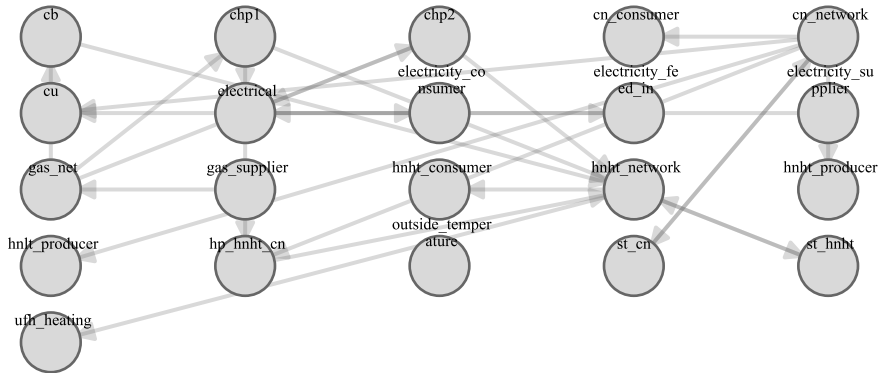 cb
chp1
chp2
cn_consumer
cn_network
cu
electrical
electricity_co
nsumer
electricity_fe
ed_in
electricity_su
pplier
gas_net
gas_supplier
hnht_consumer
hnht_network
hnht_producer
hnlt_producer
hp_hnht_cn
outside_temper
ature
st_cn
st_hnht
ufh_heating